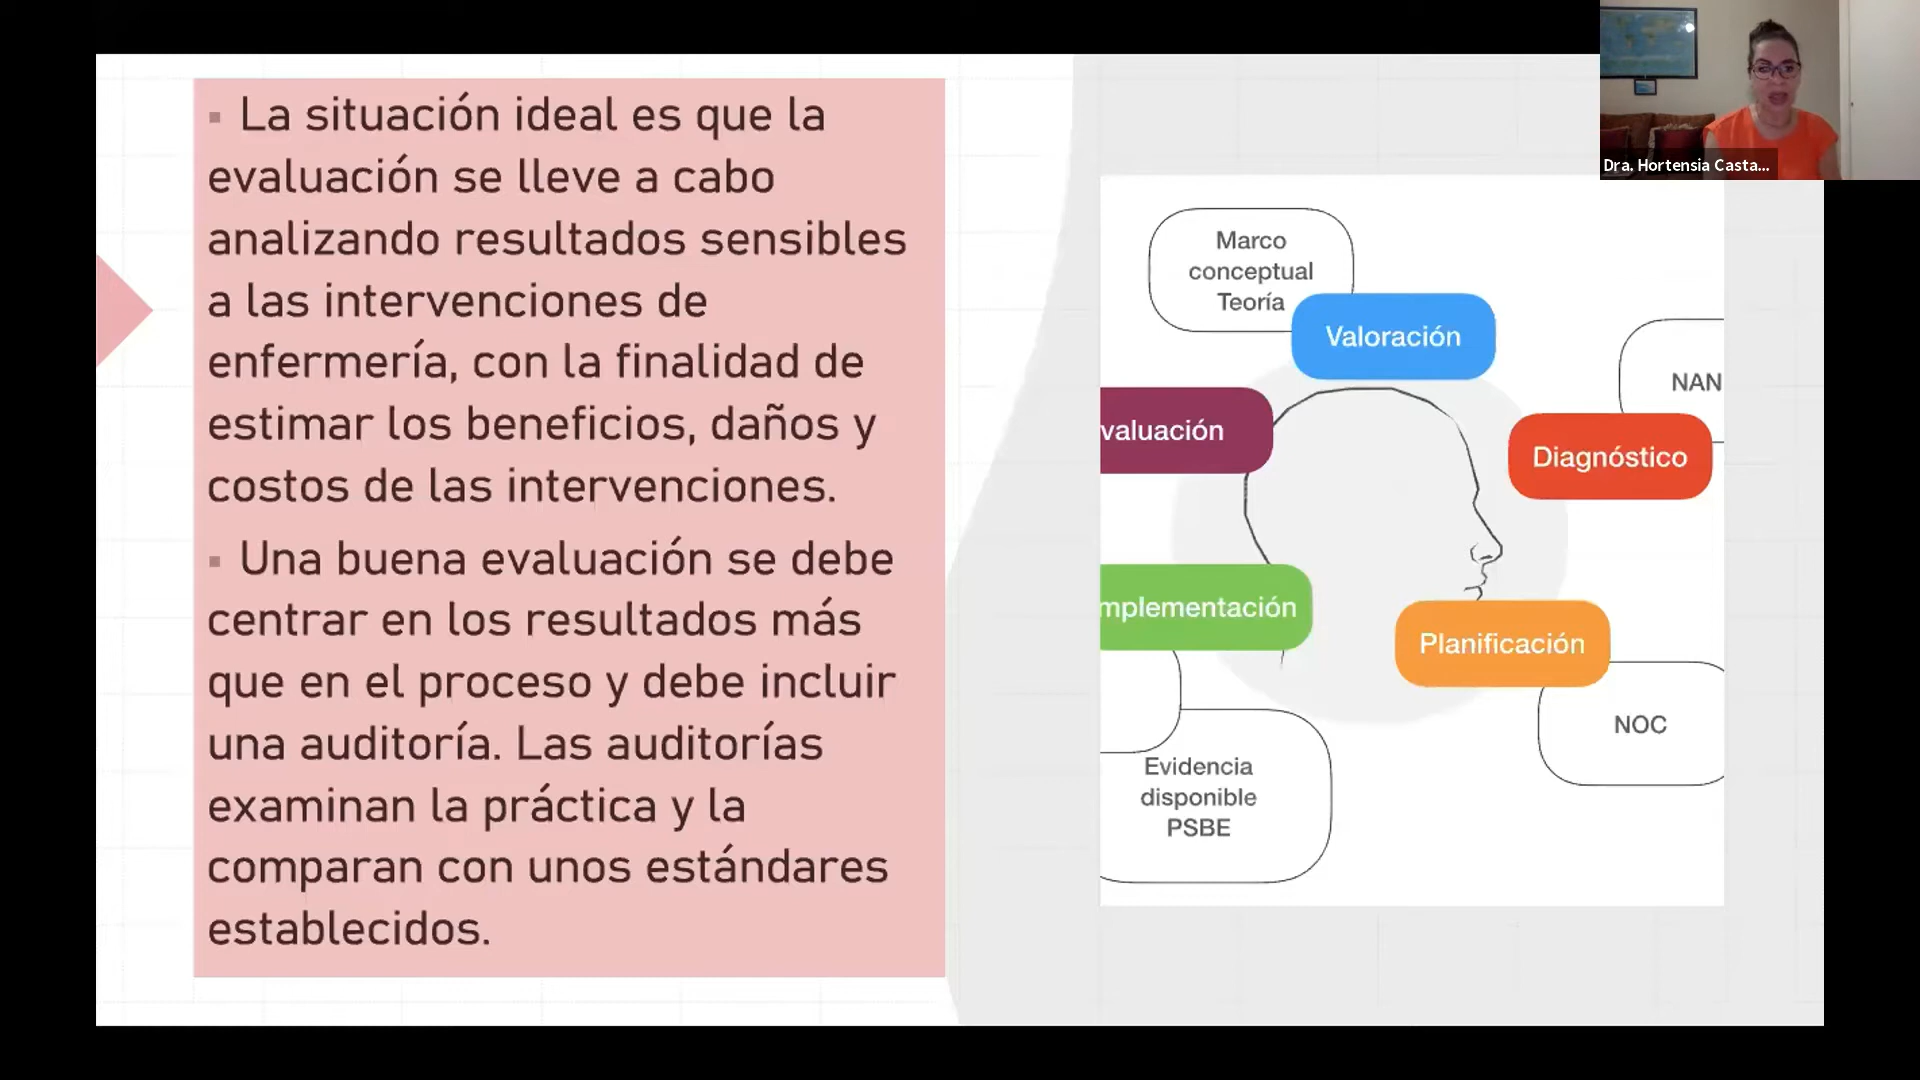 ▪ La situación ideal es que la
evaluación se lleve a cabo
analizando resultados sensibles
a las intervenciones de
enfermería, con la finalidad de
estimar los beneficios, daños y
costos de las intervenciones.
▪ Una buena evaluación se debe
centrar en los resultados más
que en el proceso y debe incluir
una auditoría. Las auditorías
examinan la práctica y la
comparan con unos estándares
establecidos.
Marco
conceptual
Teoría
Valoración
NAN
Diagnóstico
valuación
mplementación
Planificación
NOC
Evidencia
disponible
PSBE
Dra. Hortensia Casta...